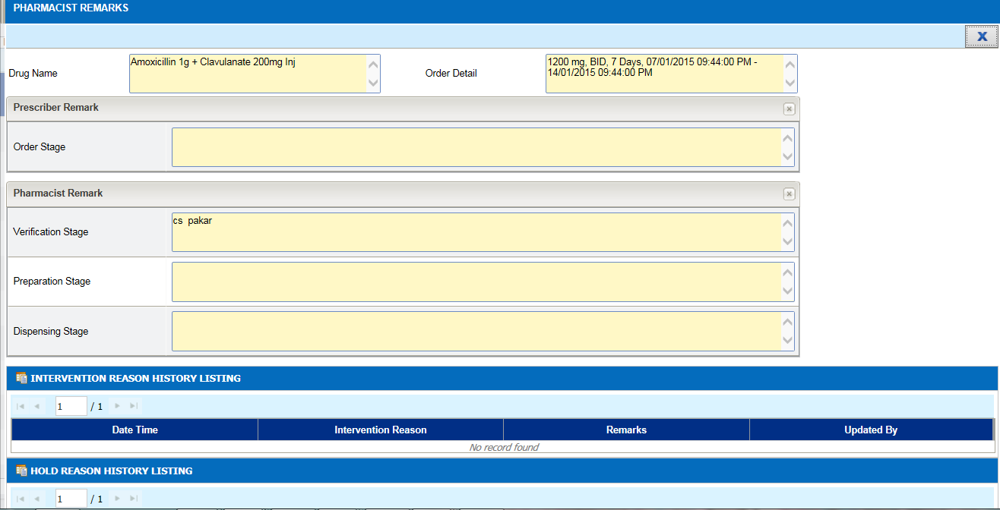 PHARMACIST REMARKS
X
Drug Name
Amoxicillin 1g + Clavulanate 200mg Inj
Order Detail
1200 mg, BID, 7 Days, 07/01/2015 09:44:00 PM -
14/01/2015 09:44:00 PM
Prescriber Remark
Order Stage
Pharmacist Remark
Verification Stage
cs pakar
Preparation Stage
Dispensing Stage
INTERVENTION REASON HISTORY LISTING
1 / 1
Date Time Intervention Reason Remarks Updated By
No record found
HOLD REASON HISTORY LISTING
1 / 1